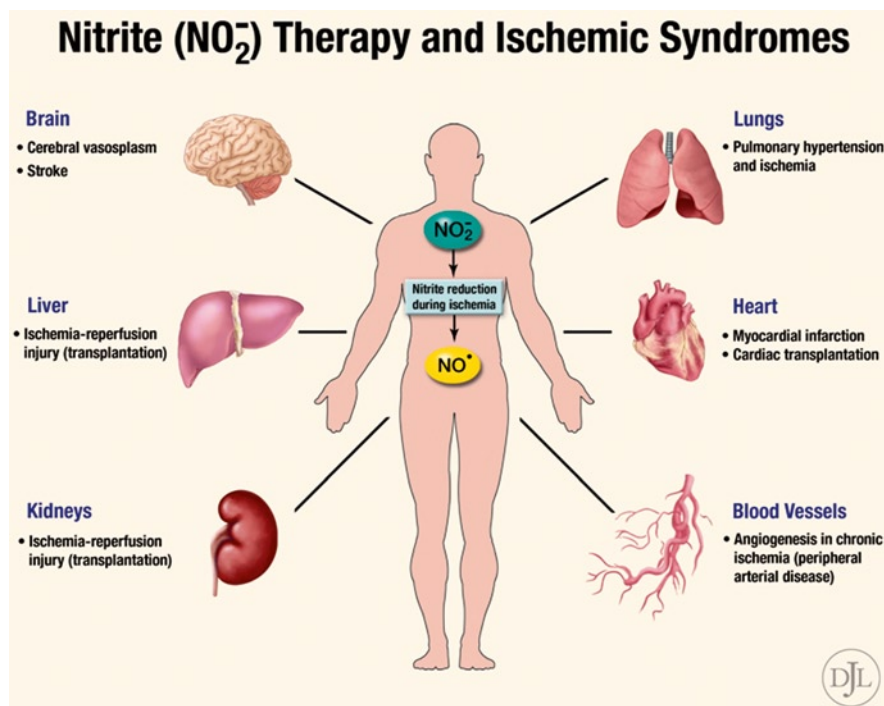 Nitrite (NO₂⁻) Therapy and Ischemic Syndromes
Brain
• Cerebral vasoplasm
• Stroke
Lungs
• Pulmonary hypertension
and ischemia
NO₂⁻
Nitrite reduction
during ischemia
NO•
Liver
• Ischemia-reperfusion
injury (transplantation)
Heart
• Myocardial infarction
• Cardiac transplantation
Kidneys
• Ischemia-reperfusion
injury (transplantation)
Blood Vessels
• Angiogenesis in chronic
ischemia (peripheral
arterial disease)
DJL